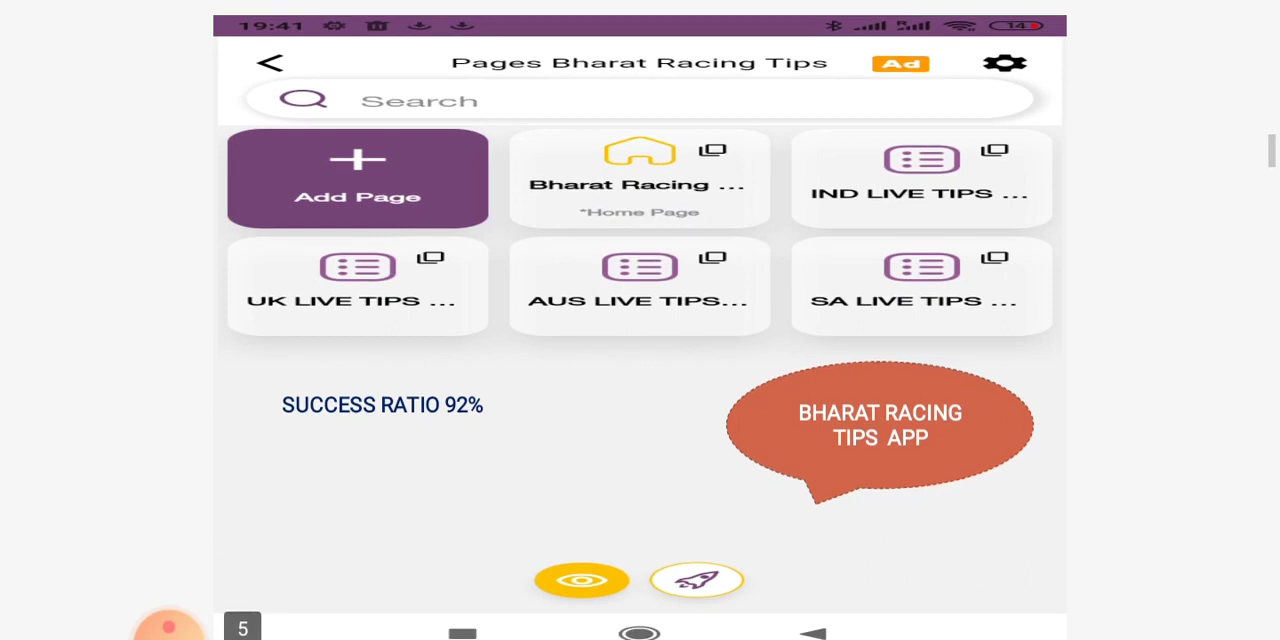 19:41 R 14
Pages Bharat Racing Tips Ad
Search
Add Page
Bharat Racing ...
*Home Page
IND LIVE TIPS ...
UK LIVE TIPS ...
AUS LIVE TIPS...
SA LIVE TIPS ...
SUCCESS RATIO 92%
BHARAT RACING
TIPS APP
5